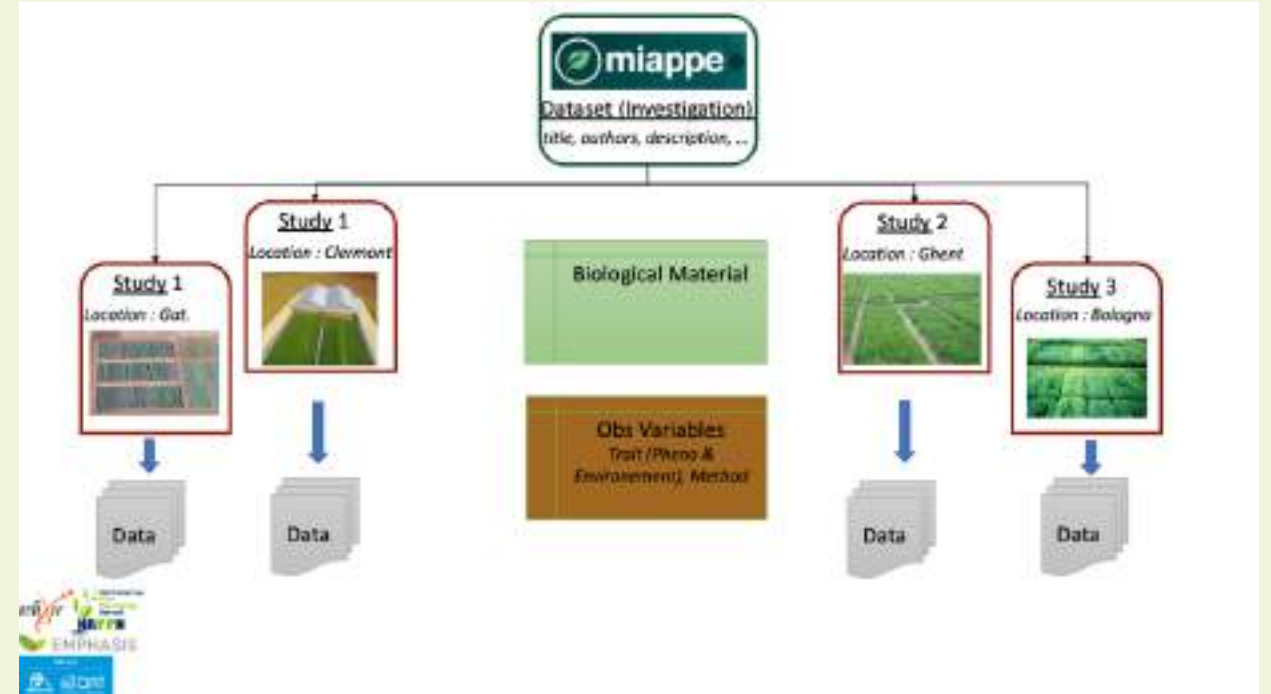 miappe
Dataset (Investigation)
title, authors, description, ...
Study 1
Location : Clermont
Study 1
Location : Gat.
Biological Material
Obs Variables
Trait (Pheno &
Environement), Method
Study 2
Location : Ghent
Study 3
Location : Bologna
Data
Data
Data
Data
elixir
EMPHASIS